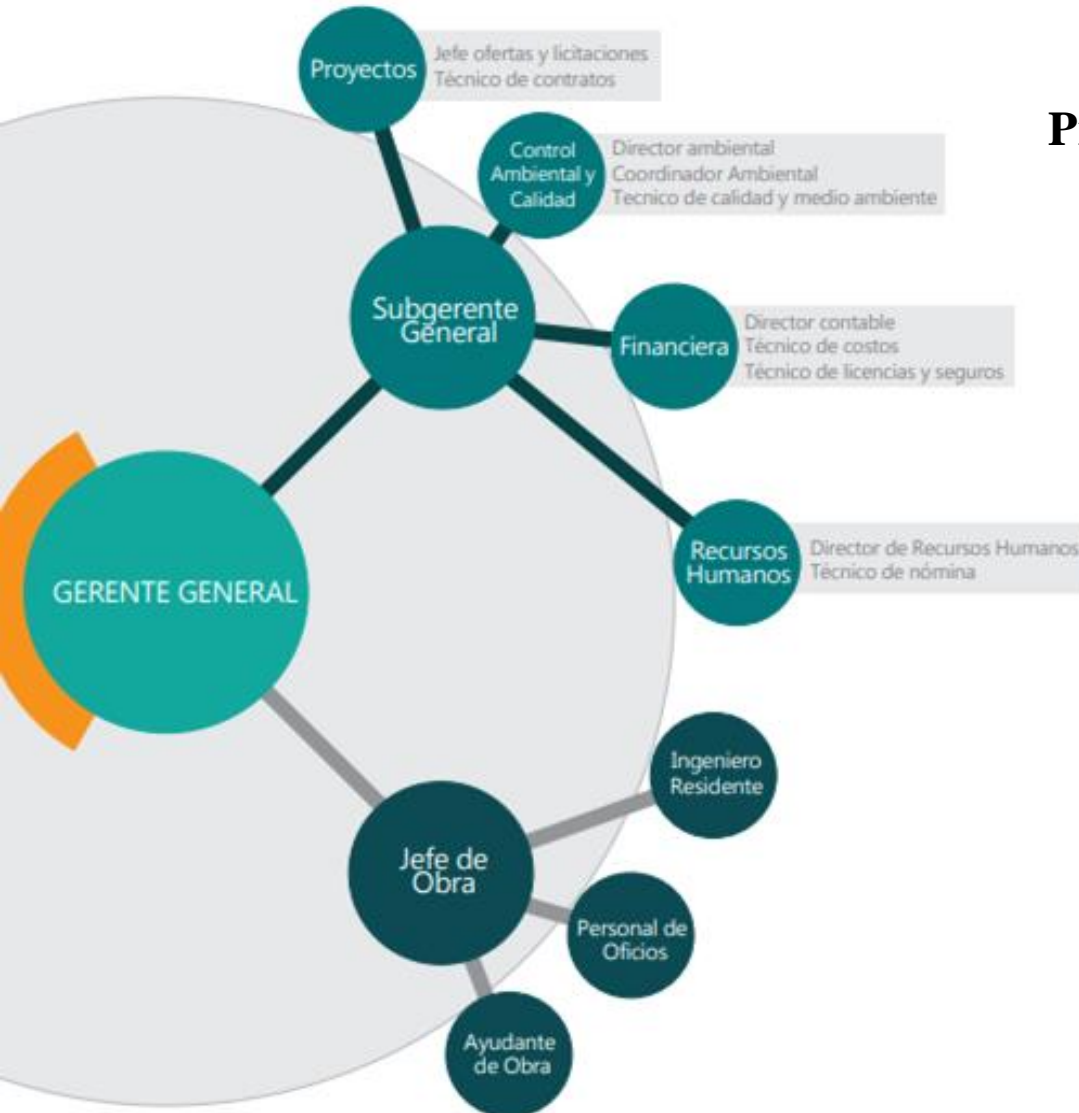 Proyectos
Jefe ofertas y licitaciones
Técnico de contratos
Control
Ambiental y
Calidad
Director ambiental
Coordinador Ambiental
Tecnico de calidad y medio ambiente
Subgerente
General
Financiera
Director contable
Técnico de costos
Técnico de licencias y seguros
GERENTE GENERAL
Recursos
Humanos
Director de Recursos Humanos
Técnico de nómina
Ingeniero
Residente
Jefe de
Obra
Personal de
Oficios
Ayudante
de Obra